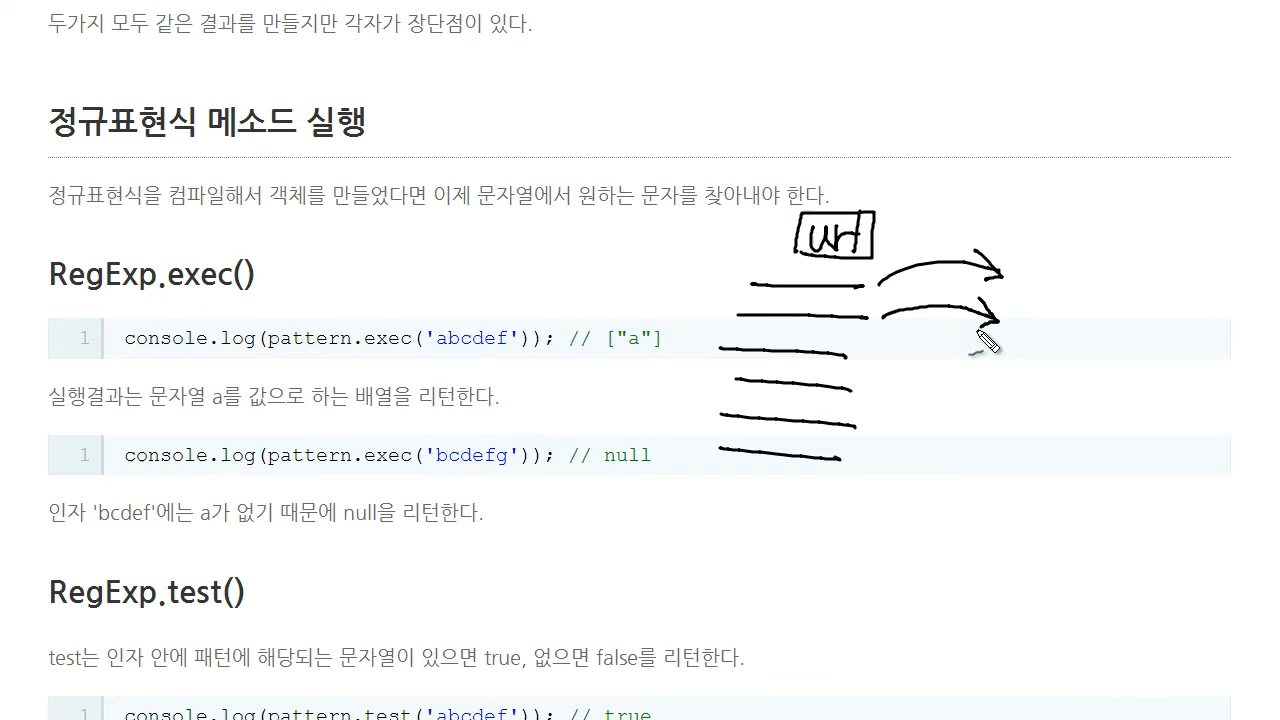 두가지 모두 같은 결과를 만들지만 각자가 장단점이 있다.
정규표현식 메소드 실행
정규표현식을 컴파일해서 객체를 만들었다면 이제 문자열에서 원하는 문자를 찾아내야 한다.
url
RegExp.exec()
1 console.log(pattern.exec('abcdef')); // ["a"]
실행결과는 문자열 a를 값으로 하는 배열을 리턴한다.
1 console.log(pattern.exec('bcdefg')); // null
인자 'bcdef'에는 a가 없기 때문에 null을 리턴한다.
RegExp.test()
test는 인자 안에 패턴에 해당되는 문자열이 있으면 true, 없으면 false를 리턴한다.
1 console.log(pattern.test('abcdef')); // true